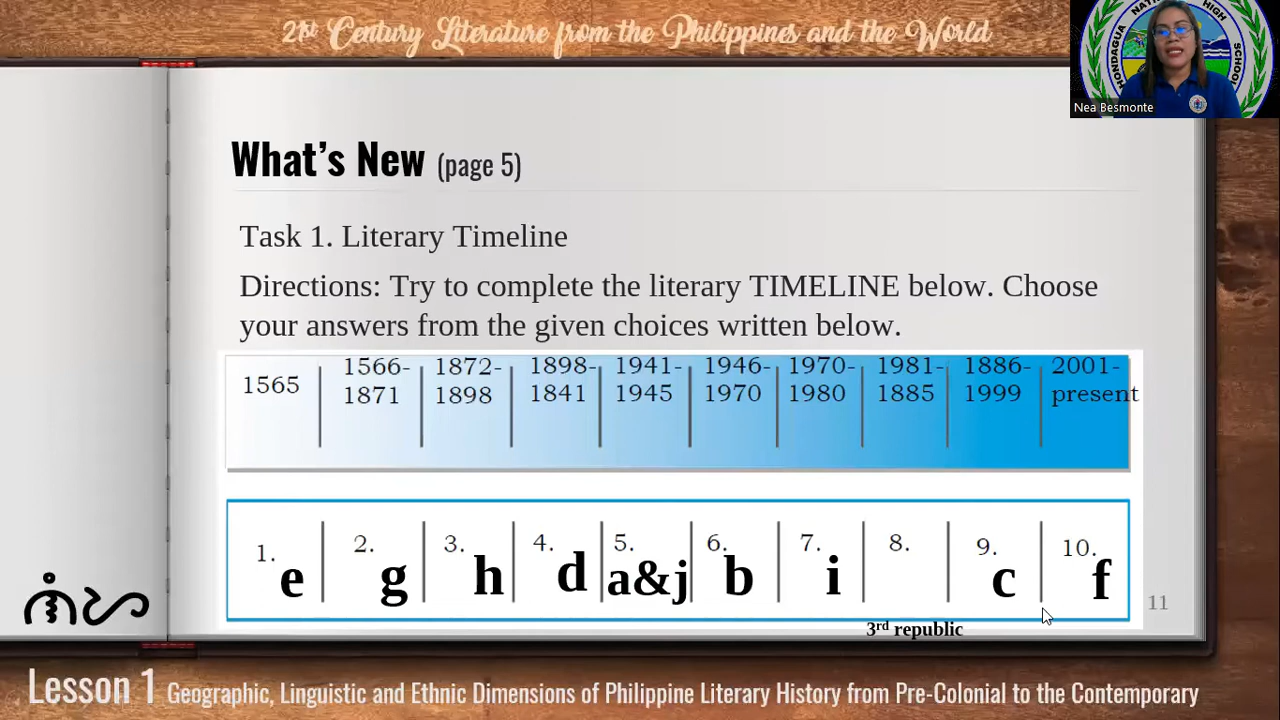 21st Century Literature from the Philippines and the World
NATIONAL HIGH SCHOOL
HONDAGUA
Nea Besmonte
What's New (page 5)
Task 1. Literary Timeline
Directions: Try to complete the literary TIMELINE below. Choose
your answers from the given choices written below.
1565 1566- 1872- 1898- 1941- 1946- 1970- 1981- 1886- 2001-
1871 1898 1841 1945 1970 1980 1885 1999 present
1. e 2. g 3. h 4. d 5. a&j 6. b 7. i 8. 9. c 10. f
11
3rd republic
Lesson 1 Geographic, Linguistic and Ethnic Dimensions of Philippine Literary History from Pre-Colonial to the Contemporary